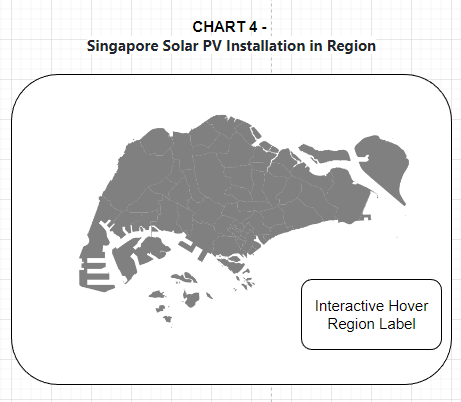 CHART 4 -
Singapore Solar PV Installation in Region
Interactive Hover
Region Label